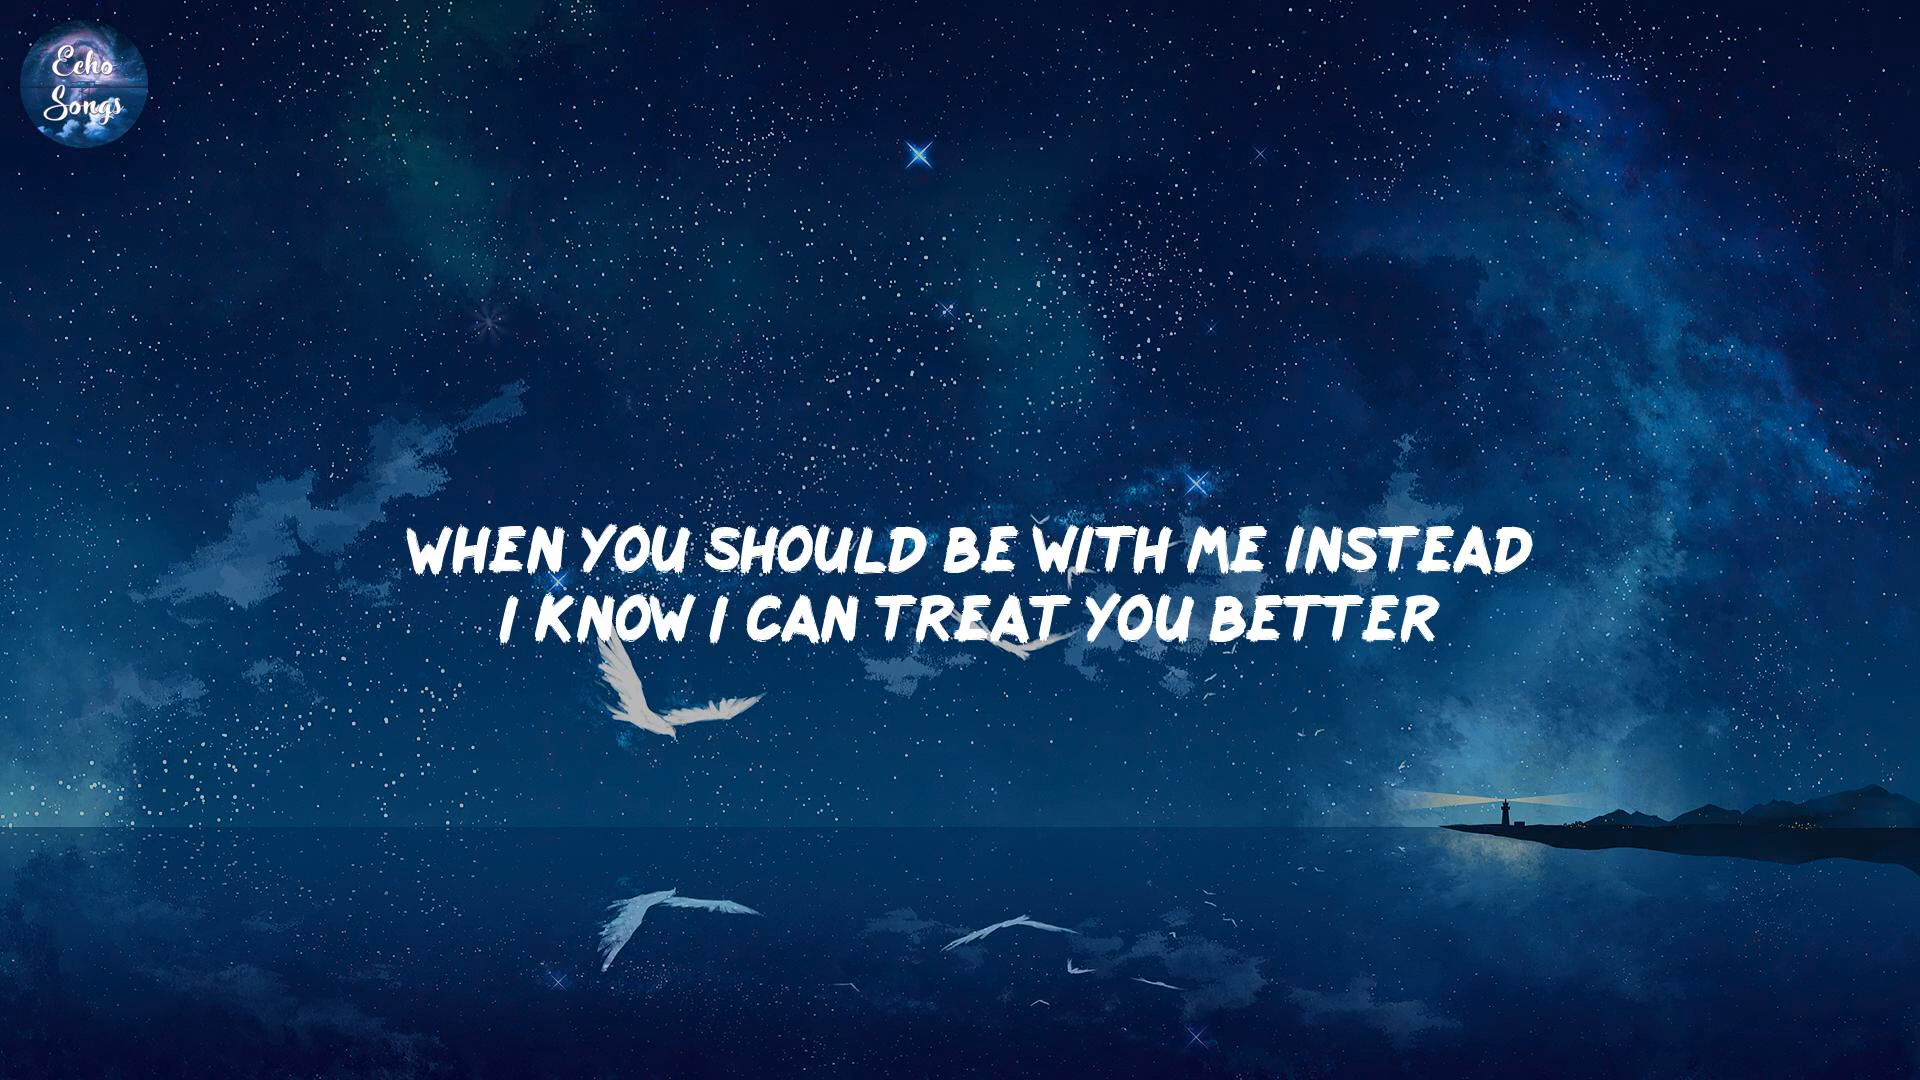 Echo
Songs
WHEN YOU SHOULD BE WITH ME INSTEAD
I KNOW I CAN TREAT YOU BETTER